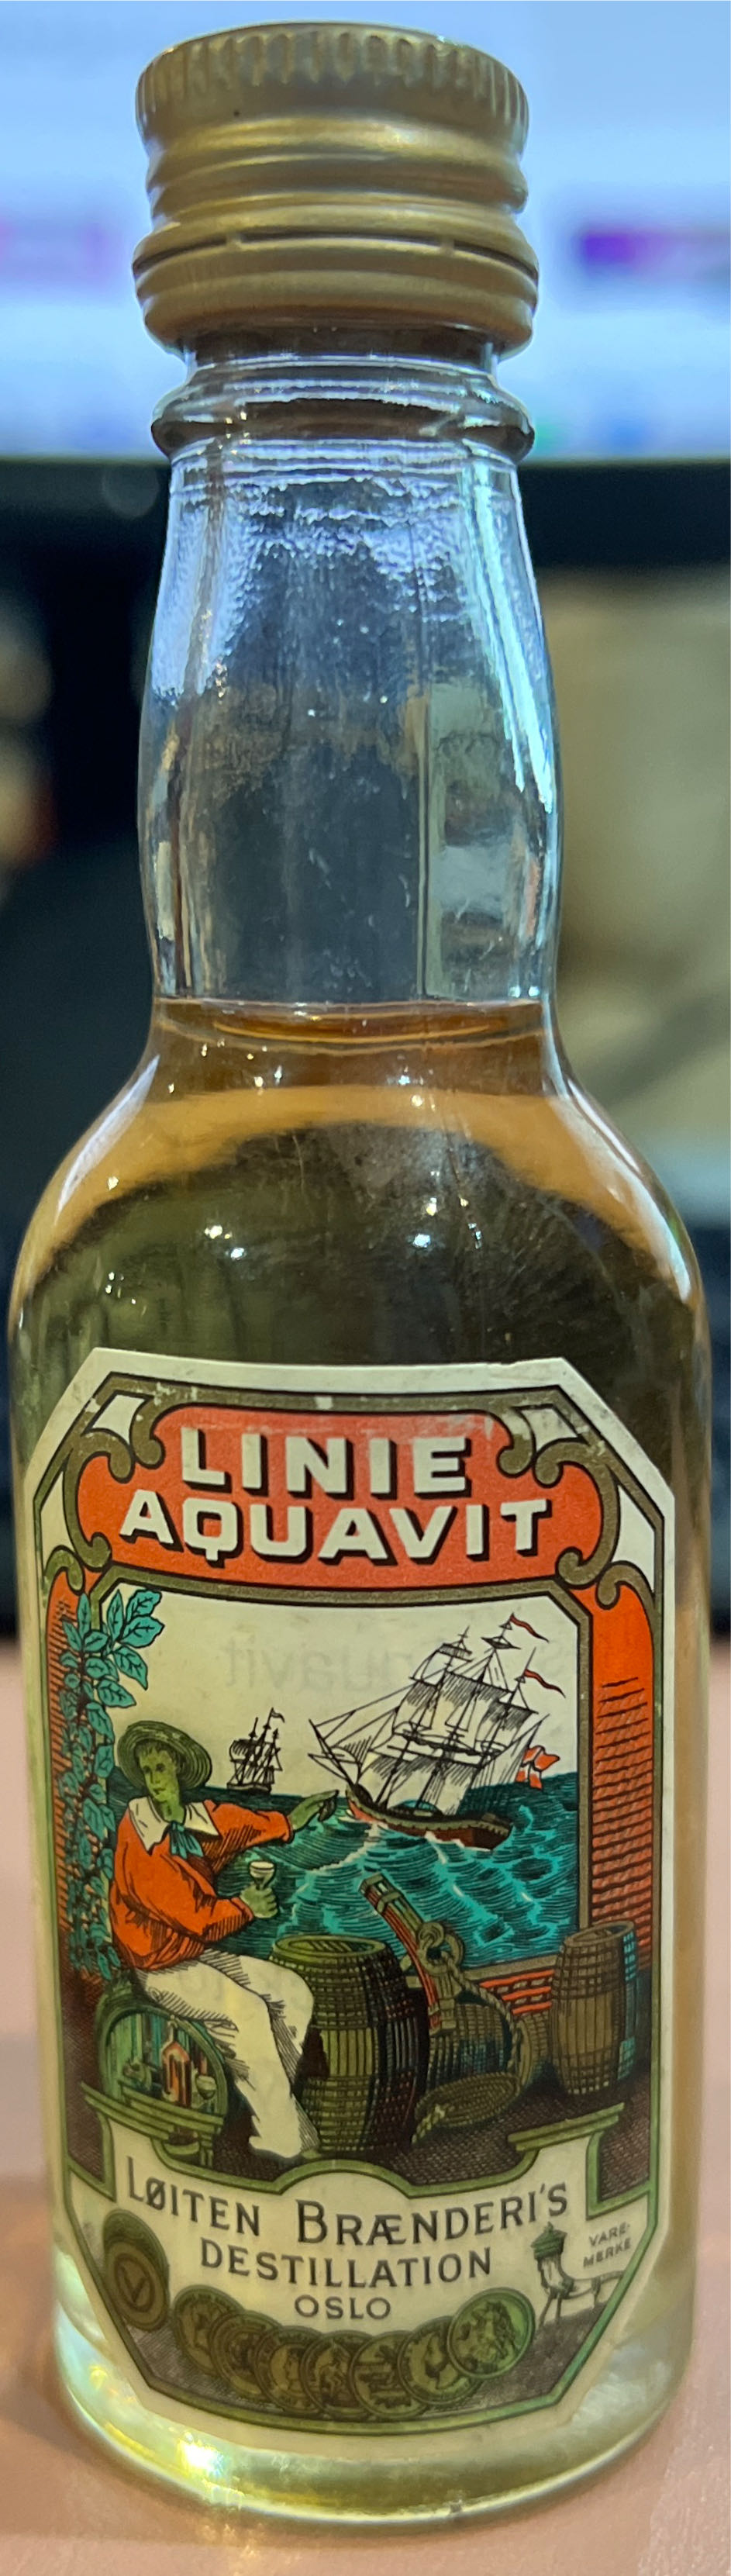 LINIE
AQUAVIT
LØITEN BRÆNDERI'S
DESTILLATION
OSLO
VARE-
MERKE